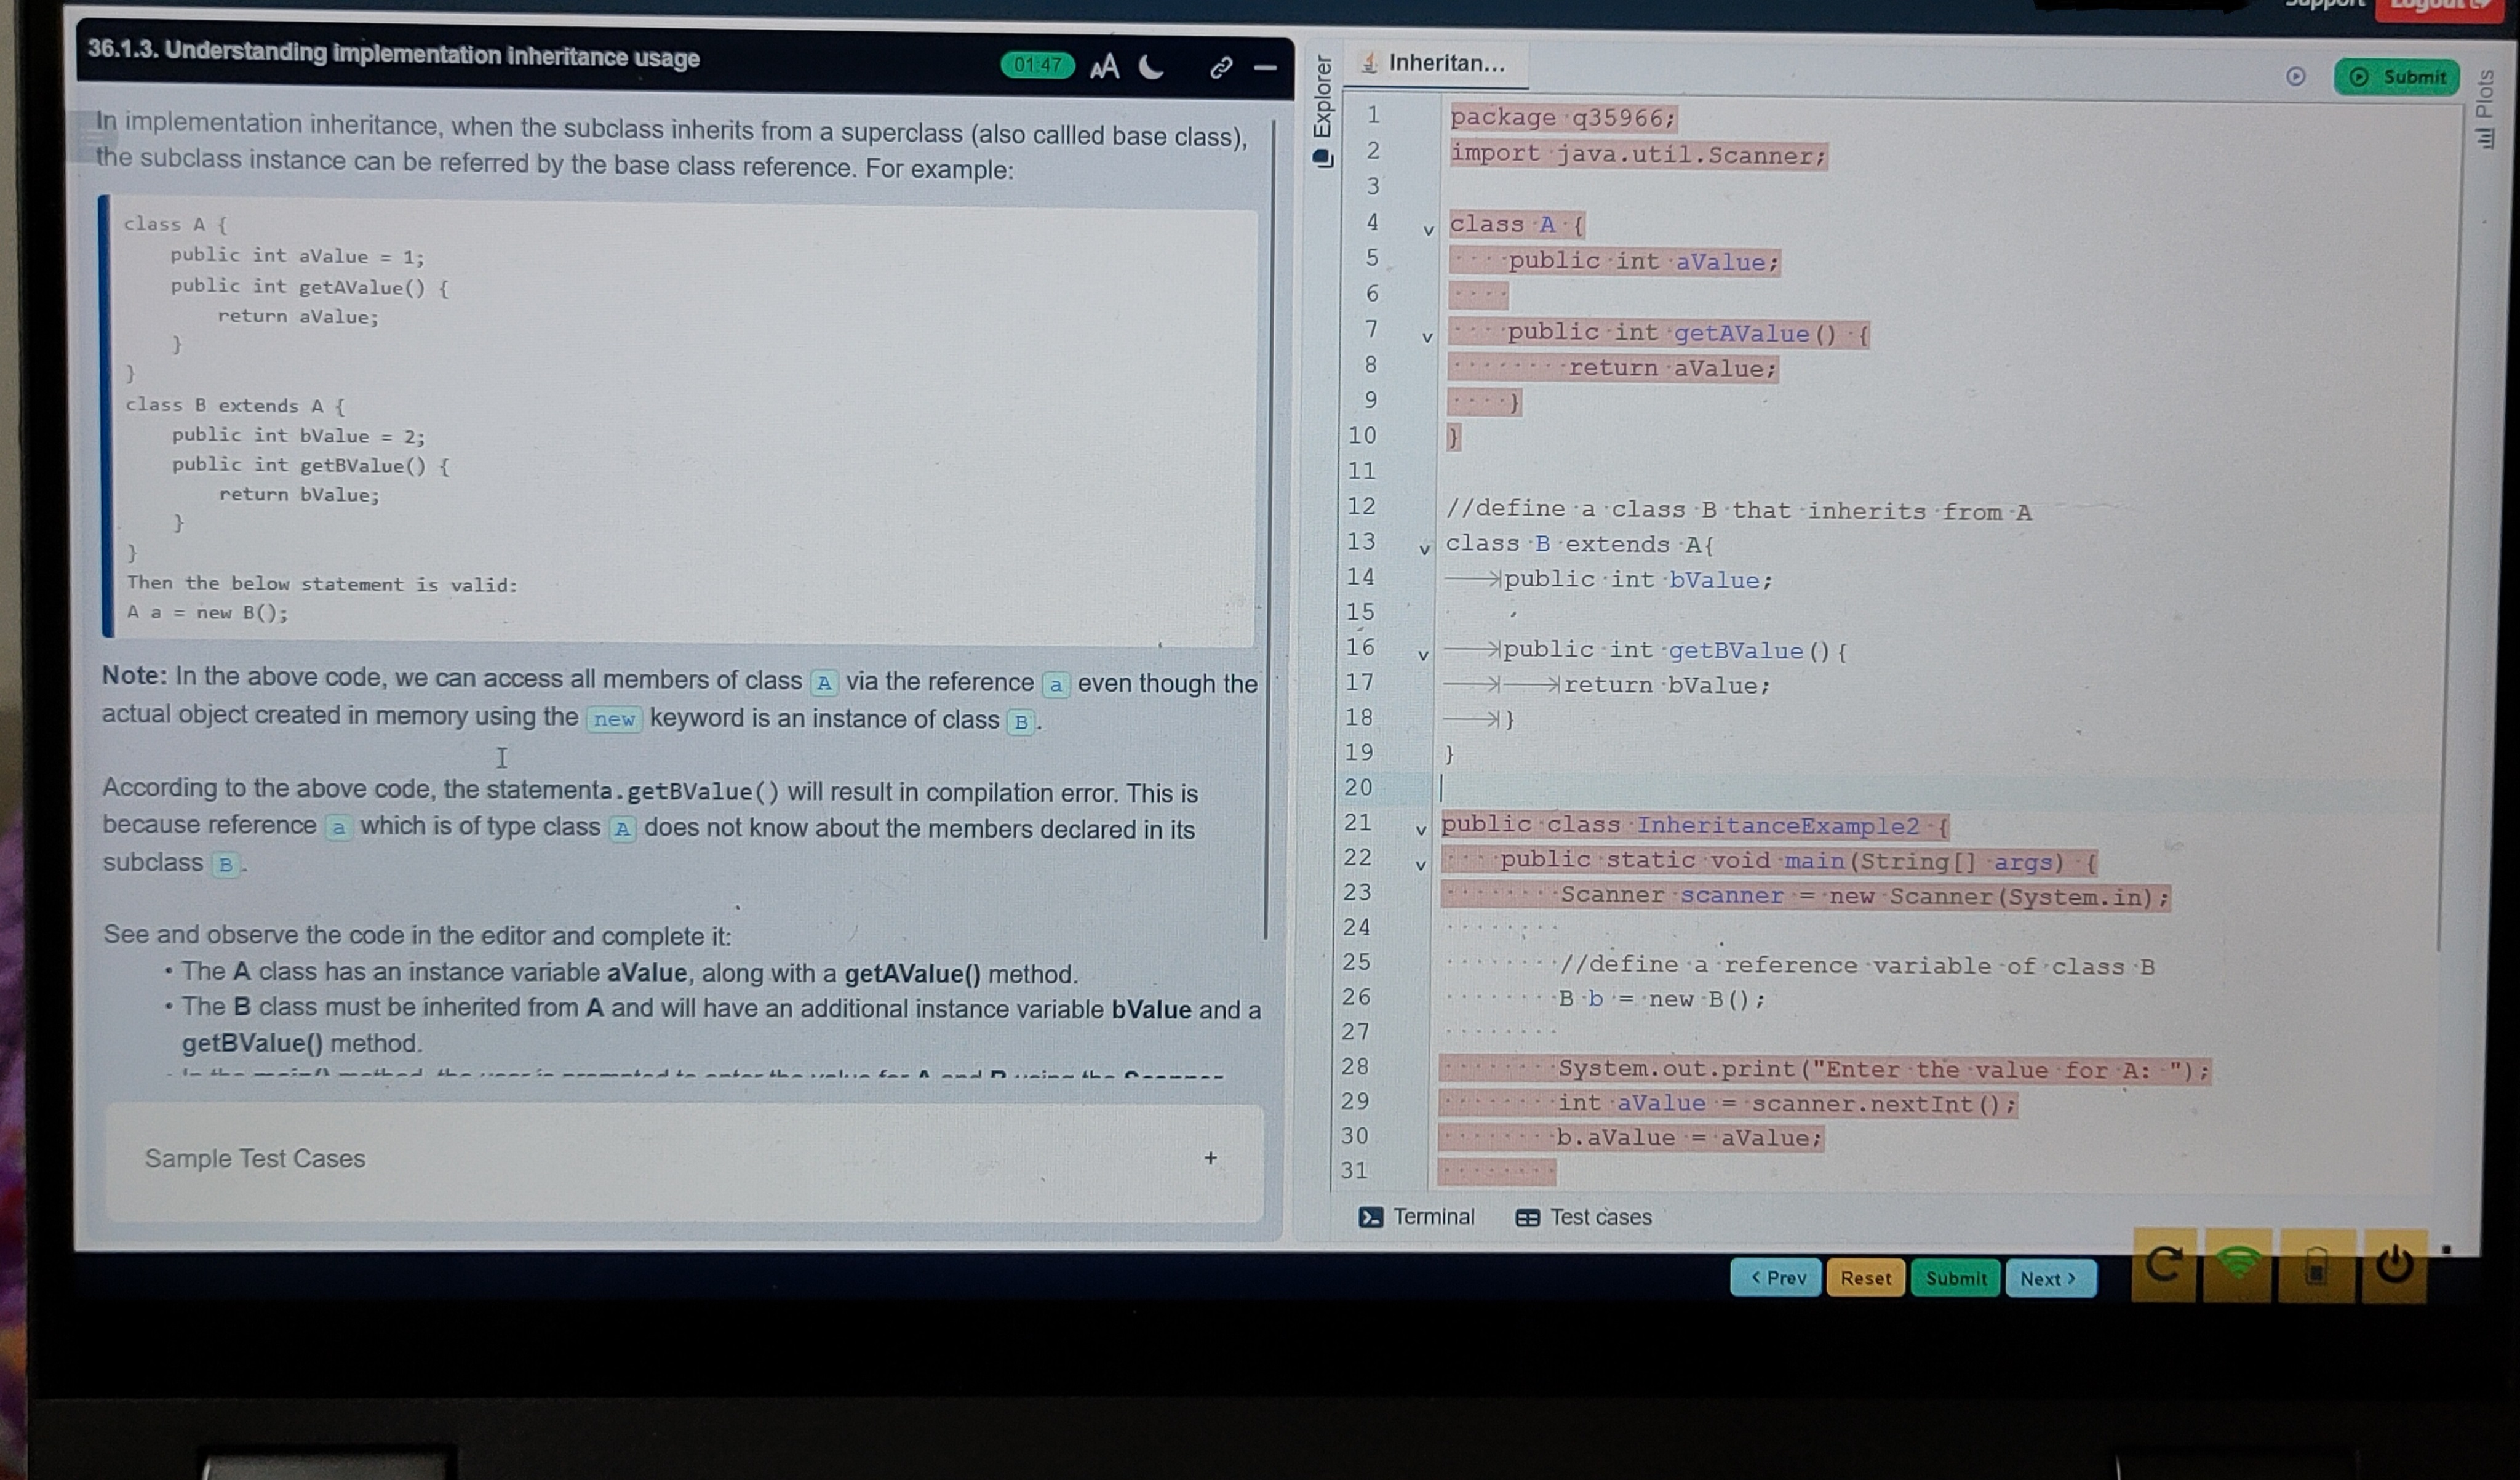 Support
Logout
36.1.3. Understanding implementation inheritance usage
01:47
AA
In implementation inheritance, when the subclass inherits from a superclass (also callled base class),
the subclass instance can be referred by the base class reference. For example:
class A {
public int aValue = 1;
public int getAValue() {
return aValue;
}
}
class B extends A {
public int bValue = 2;
public int getBValue() {
return bValue;
}
}
Then the below statement is valid:
A a = new B();
Note: In the above code, we can access all members of class A via the reference a even though the
actual object created in memory using the new keyword is an instance of class B.
According to the above code, the statementa.getBValue() will result in compilation error. This is
because reference a which is of type class A does not know about the members declared in its
subclass B.
See and observe the code in the editor and complete it:
• The A class has an instance variable aValue, along with a getAValue() method.
• The B class must be inherited from A and will have an additional instance variable bValue and a
getBValue() method.
Sample Test Cases
+
Explorer
Inheritan...
Submit
Plots
1 package q35966;
2 import java.util.Scanner;
3
4 class A {
5 public int aValue;
6
7 public int getAValue() {
8 return aValue;
9 }
10 }
11
12 //define a class B that inherits from A
13 class B extends A{
14 public int bValue;
15
16 public int getBValue(){
17 return bValue;
18 }
19 }
20
21 public class InheritanceExample2 {
22 public static void main(String[] args) {
23 Scanner scanner = new Scanner(System.in);
24
25 //define a reference variable of class B
26 B b = new B();
27
28 System.out.print("Enter the value for A: ");
29 int aValue = scanner.nextInt();
30 b.aValue = aValue;
31
Terminal
Test cases
< Prev
Reset
Submit
Next >